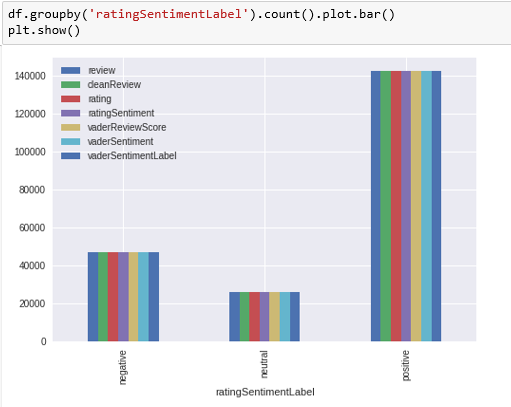 df.groupby('ratingSentimentLabel').count().plot.bar()
plt.show()
140000
120000
100000
80000
60000
40000
20000
0
review
cleanReview
rating
ratingSentiment
vaderReviewScore
vaderSentiment
vaderSentimentLabel
negative
neutral
positive
ratingSentimentLabel